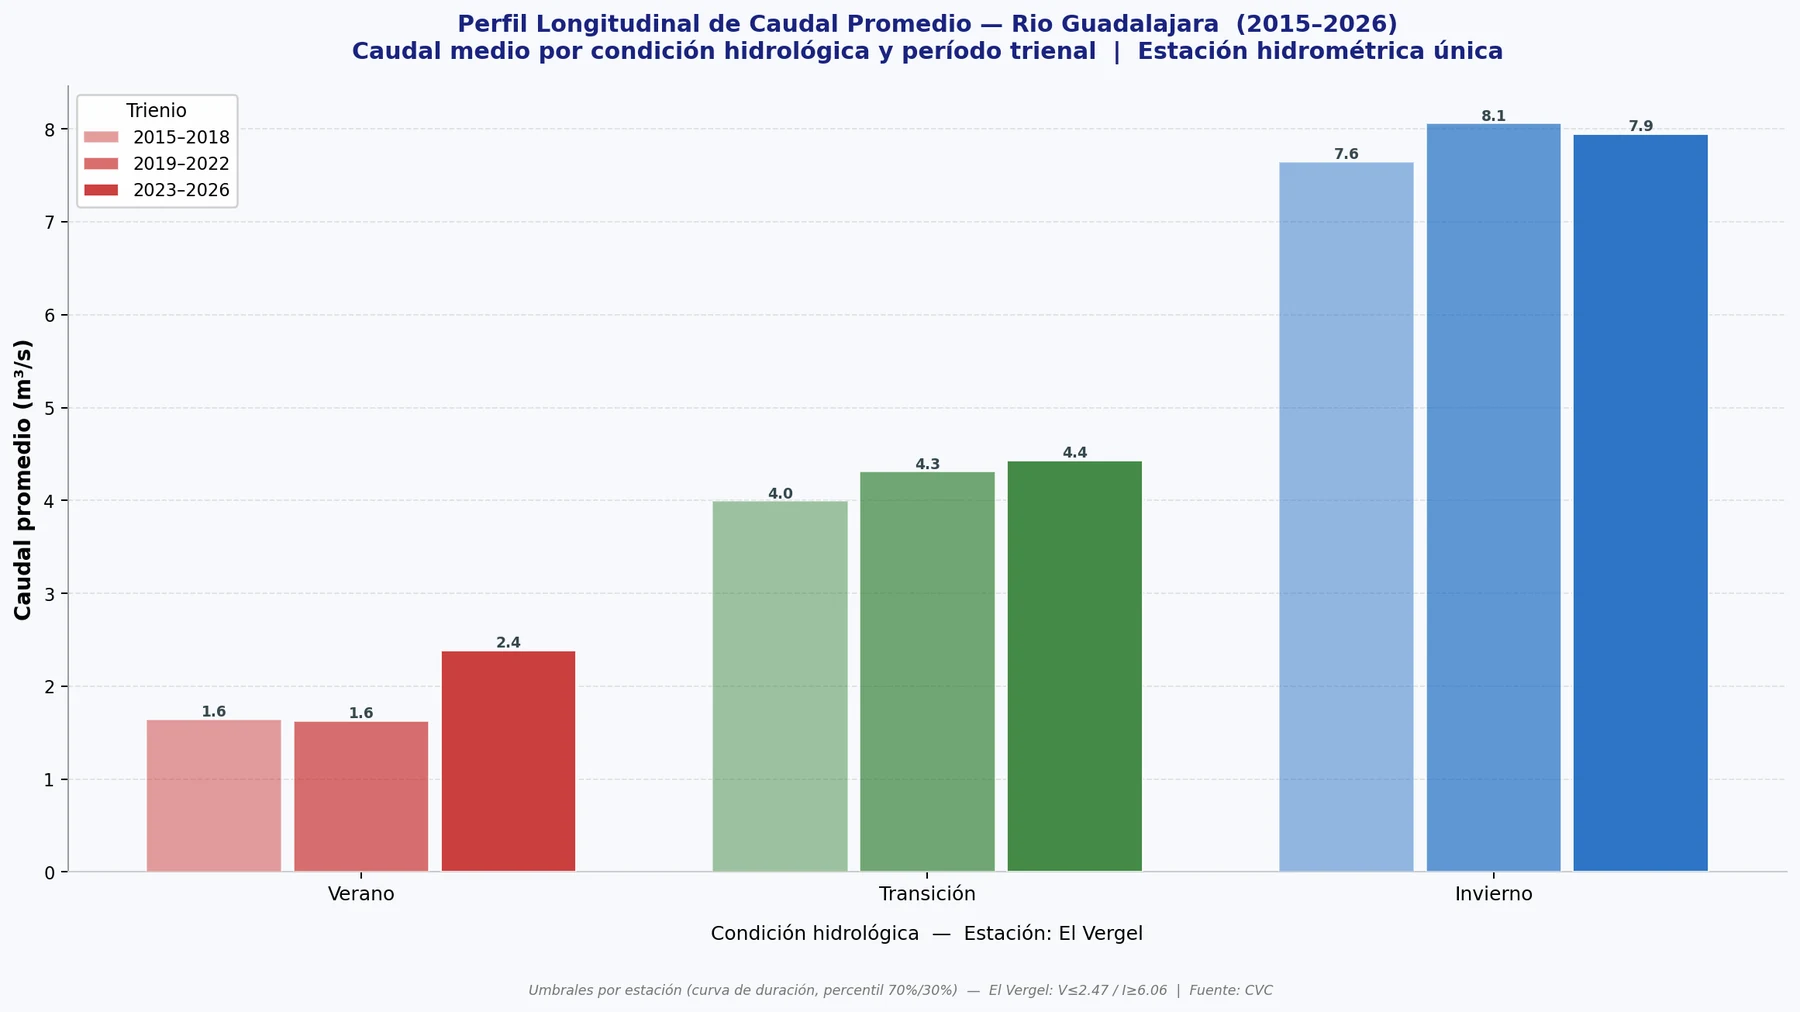 Perfil Longitudinal de Caudal Promedio — Rio Guadalajara  (2015–2026)
Caudal medio por condición hidrológica y período trienal  |  Estación hidrométrica única
Trienio
2015–2018
2019–2022
2023–2026
Caudal promedio (m³/s)
8
7
6
5
4
3
2
1
0
1.6
1.6
2.4
4.0
4.3
4.4
7.6
8.1
7.9
Verano
Transición
Invierno
Condición hidrológica  —  Estación: El Vergel
Umbrales por estación (curva de duración, percentil 70%/30%)  —  El Vergel: V≤2.47 / I≥6.06  |  Fuente: CVC